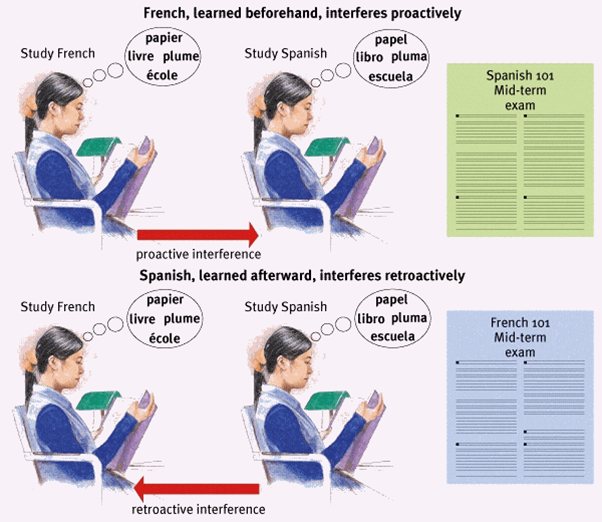 French, learned beforehand, interferes proactively
Study French
papier
livre plume
école
Study Spanish
papel
libro pluma
escuela
Spanish 101
Mid-term
exam
proactive interference
Spanish, learned afterward, interferes retroactively
Study French
papier
livre plume
école
Study Spanish
papel
libro pluma
escuela
French 101
Mid-term
exam
retroactive interference